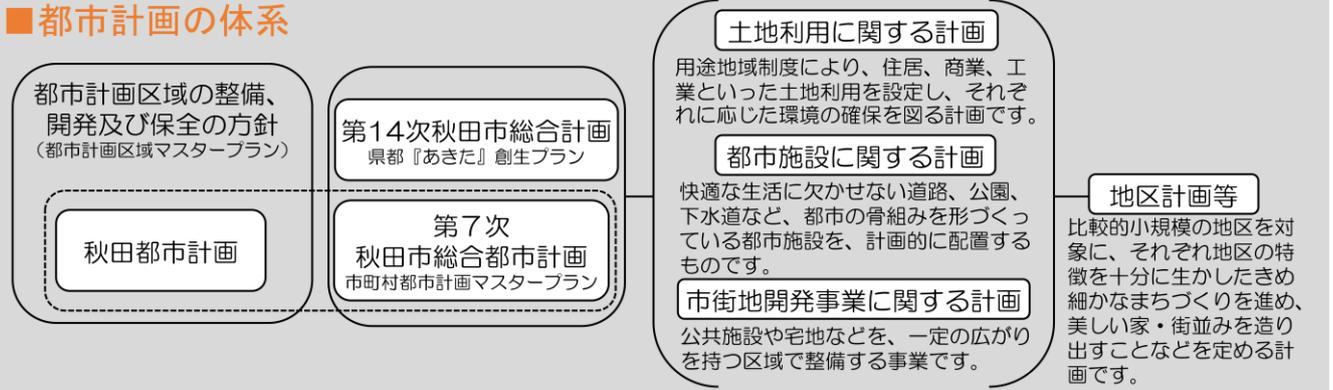 ■都市計画の体系
都市計画区域の整備、
開発及び保全の方針
（都市計画区域マスタープラン）
秋田都市計画
第14次秋田市総合計画
県都『あきた』創生プラン
第７次
秋田市総合都市計画
市町村都市計画マスタープラン
土地利用に関する計画
用途地域制度により、住居、商業、工
業といった土地利用を設定し、それぞ
れに応じた環境の確保を図る計画です。
都市施設に関する計画
快適な生活に欠かせない道路、公園、
下水道など、都市の骨組みを形づくっ
ている都市施設を、計画的に配置する
ものです。
市街地開発事業に関する計画
公共施設や宅地などを、一定の広がり
を持つ区域で整備する事業です。
地区計画等
比較的小規模の地区を対
象に、それぞれ地区の特
徴を十分に生かしたきめ
細かなまちづくりを進め、
美しい家・街並みを造り
出すことなどを定める計
画です。